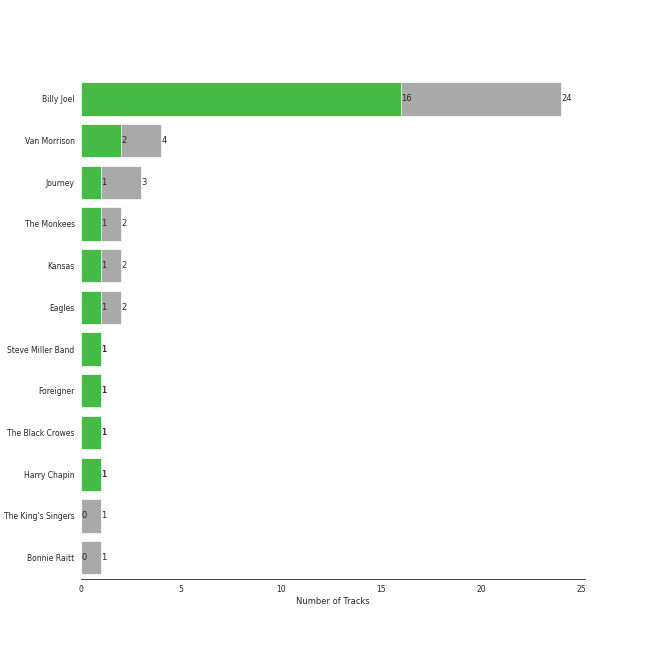 Billy Joel 16 24
Van Morrison 2 4
Journey 1 3
The Monkees 1 2
Kansas 1 2
Eagles 1 2
Steve Miller Band 1
Foreigner 1
The Black Crowes 1
Harry Chapin 1
The King's Singers 0 1
Bonnie Raitt 0 1
0 5 10 15 20 25
Number of Tracks